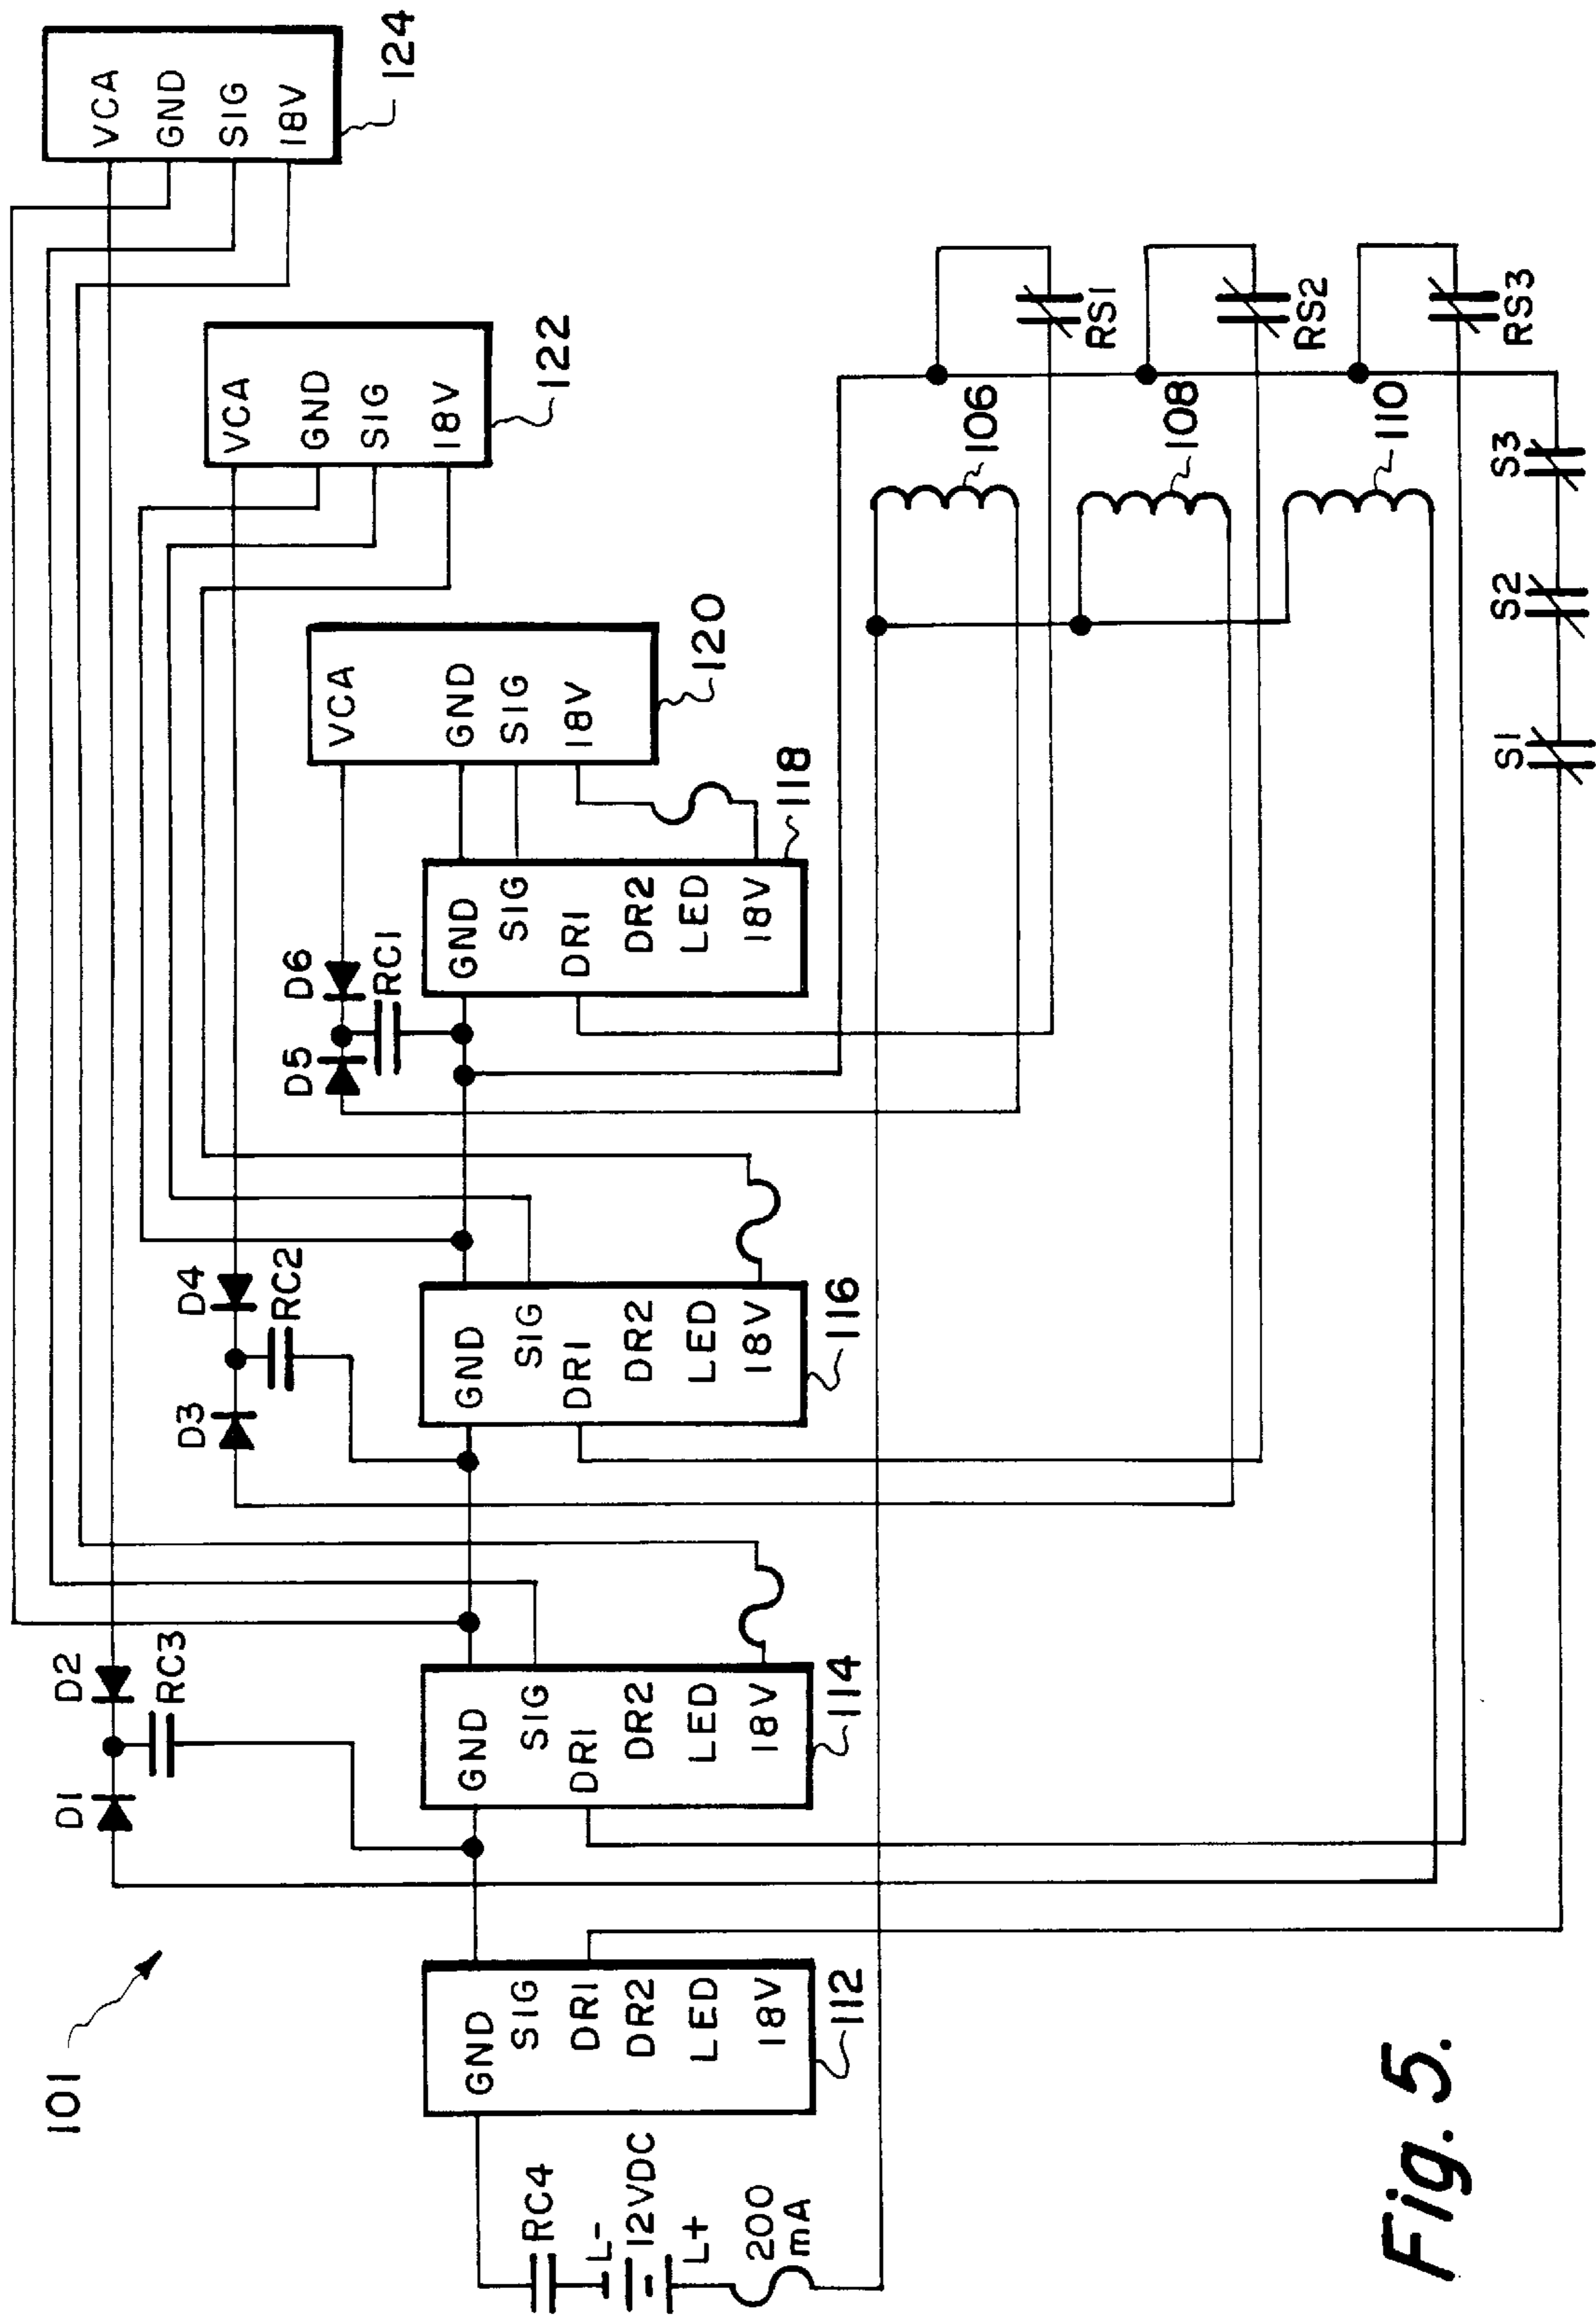 101
RC4
L-
12VDC
L+
200
mA
GND
SIG
DR1
DR2
LED
18V
112
D1
D2
RC3
GND
SIG
DR1
DR2
LED
18V
114
D3
D4
RC2
GND
SIG
DR1
DR2
LED
18V
116
D5
D6
RC1
GND
SIG
DR1
DR2
LED
18V
118
VCA
GND
SIG
18V
120
VCA
GND
SIG
18V
122
VCA
GND
SIG
18V
124
106
RS1
108
RS2
110
RS3
S1
S2
S3
Fig. 5.